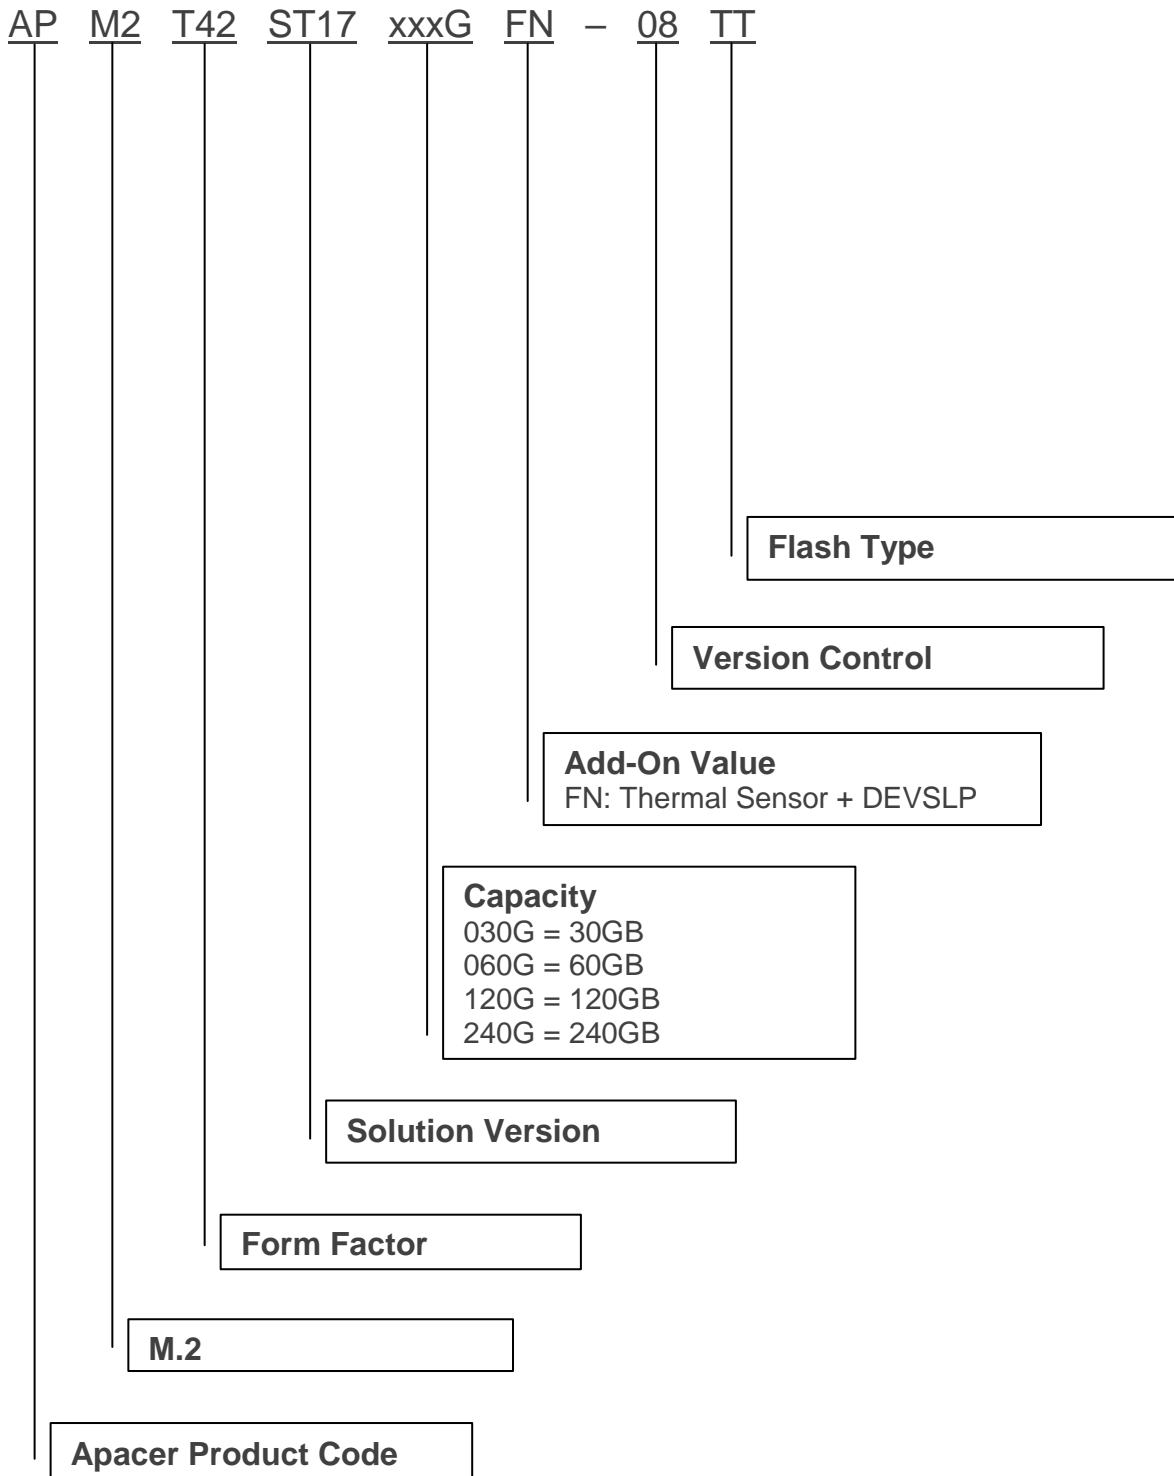 AP M2 T42 ST17 xxxG FN – 08 TT
Flash Type
Version Control
Add-On Value
FN: Thermal Sensor + DEVSLP
Capacity
030G = 30GB
060G = 60GB
120G = 120GB
240G = 240GB
Solution Version
Form Factor
M.2
Apacer Product Code